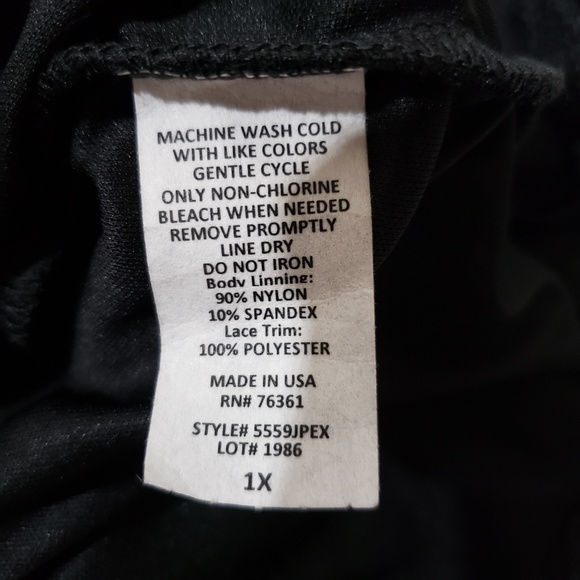 MACHINE WASH COLD
WITH LIKE COLORS
GENTLE CYCLE
ONLY NON-CHLORINE
BLEACH WHEN NEEDED
REMOVE PROMPTLY
LINE DRY
DO NOT IRON
Body Linning:
90% NYLON
10% SPANDEX
Lace Trim:
100% POLYESTER
MADE IN USA
RN# 76361
STYLE# 5559JPEX
LOT# 1986
1X